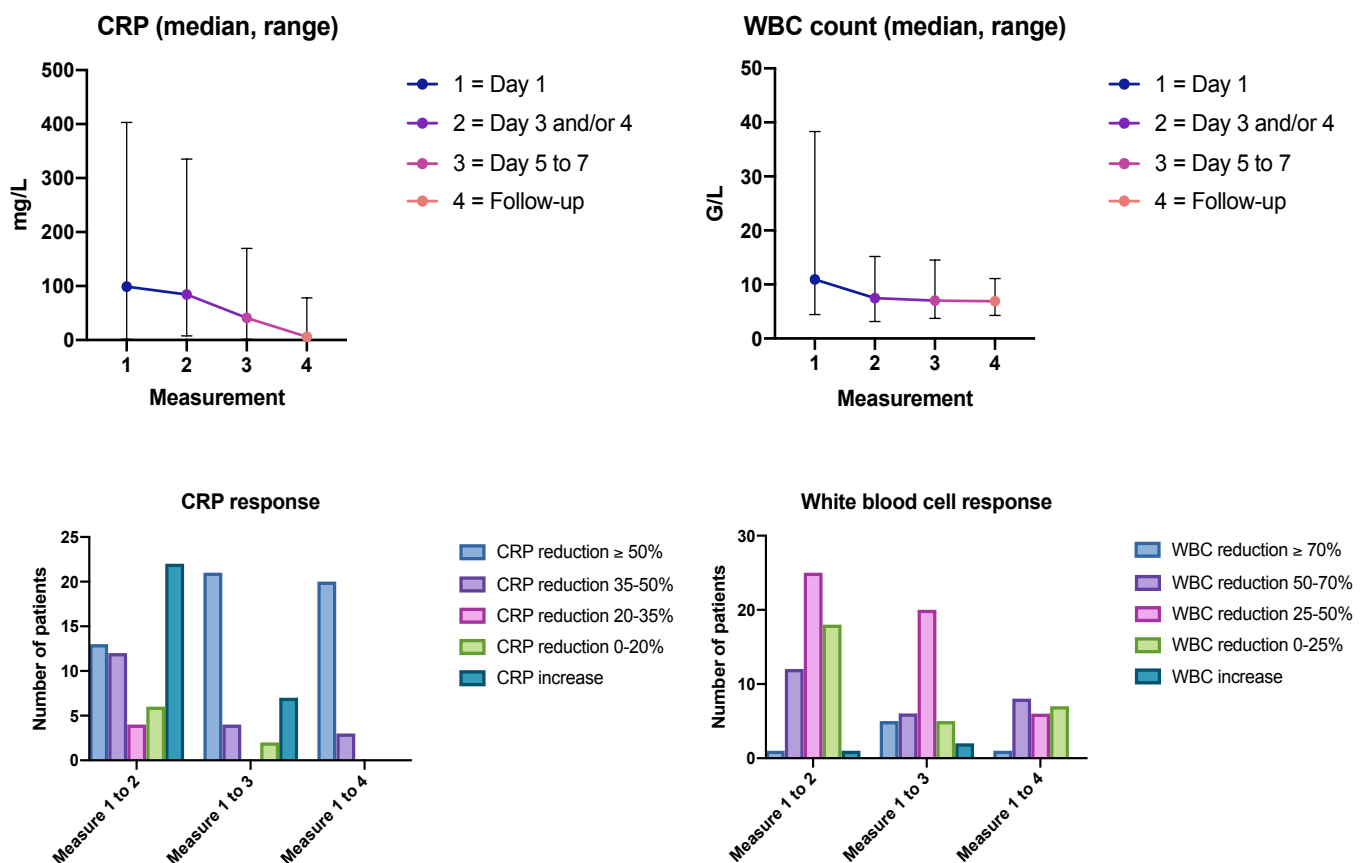 CRP (median, range)
500
400
300
200
100
0
mg/L
1
2
3
4
Measurement
1 = Day 1
2 = Day 3 and/or 4
3 = Day 5 to 7
4 = Follow-up
WBC count (median, range)
50
40
30
20
10
0
G/L
1
2
3
4
Measurement
1 = Day 1
2 = Day 3 and/or 4
3 = Day 5 to 7
4 = Follow-up
CRP response
25
20
15
10
5
0
Number of patients
Measure 1 to 2
Measure 1 to 3
Measure 1 to 4
CRP reduction ≥ 50%
CRP reduction 35-50%
CRP reduction 20-35%
CRP reduction 0-20%
CRP increase
White blood cell response
30
20
10
0
Number of patients
Measure 1 to 2
Measure 1 to 3
Measure 1 to 4
WBC reduction ≥ 70%
WBC reduction 50-70%
WBC reduction 25-50%
WBC reduction 0-25%
WBC increase